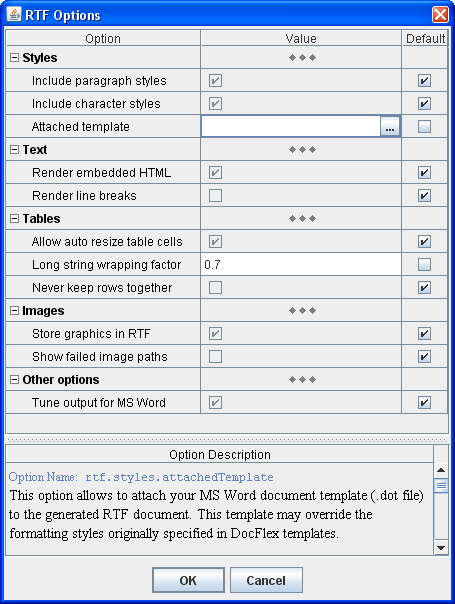 RTF Options
Option Value Default
Styles
Include paragraph styles
Include character styles
Attached template ...
Text
Render embedded HTML
Render line breaks
Tables
Allow auto resize table cells
Long string wrapping factor 0.7
Never keep rows together
Images
Store graphics in RTF
Show failed image paths
Other options
Tune output for MS Word
Option Description
Option Name: rtf.styles.attachedTemplate
This option allows to attach your MS Word document template (.dot file)
to the generated RTF document. This template may override the
formatting styles originally specified in DocFlex templates.
OK Cancel